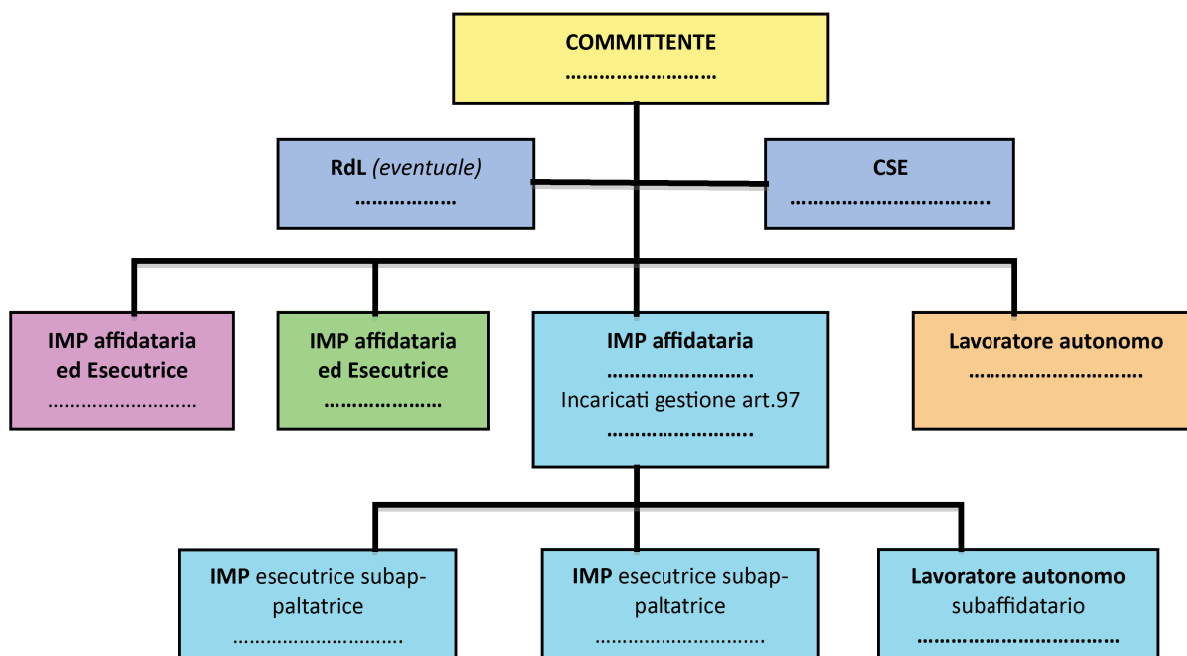 COMMITTENTE
………………………
RdL (eventuale)
………………
CSE
……………………………..
IMP affidataria
ed Esecutrice
………………………
IMP affidataria
ed Esecutrice
…………………
IMP affidataria
……………………..
Incaricati gestione art.97
……………………..
Lavoratore autonomo
………………………….
IMP esecutrice subap-
paltatrice
………………………….
IMP esecutrice subap-
paltatrice
………………………….
Lavoratore autonomo
subaffidatario
………………………………